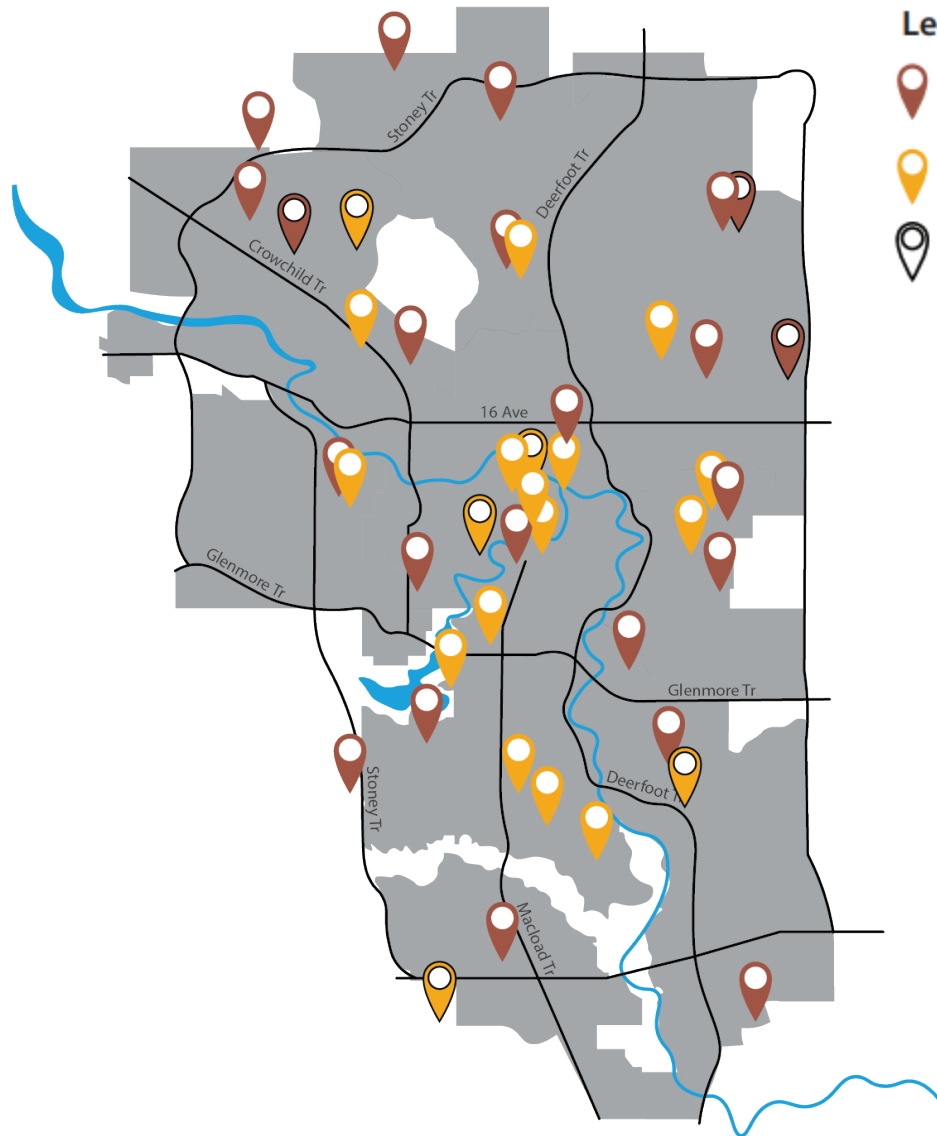 Le
Stoney Tr
Deerfoot Tr
Crowchild Tr
16 Ave
Glenmore Tr
Glenmore Tr
Stoney Tr
Deerfoot T
Macload Tr